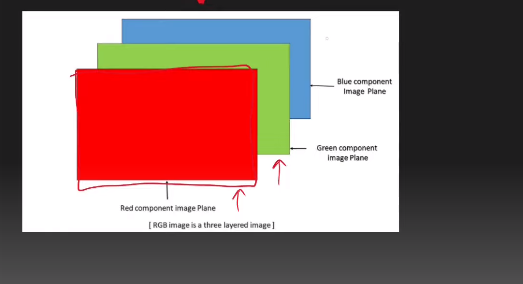 Blue component
Image Plane
Green component
image Plane
Red component image Plane
[ RGB image is a three layered image ]